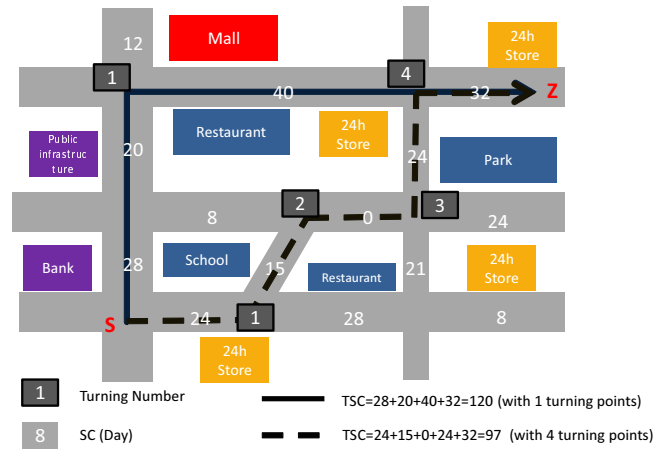 12
Mall
24h
Store
1
4
40
32
Z
Public
infrastruc
ture
20
Restaurant
24h
Store
24
Park
2
3
8
0
24
Bank
28
School
15
Restaurant
21
24h
Store
S
24
1
28
8
24h
Store
1
Turning Number
TSC=28+20+40+32=120 (with 1 turning points)
8
SC (Day)
TSC=24+15+0+24+32=97 (with 4 turning points)